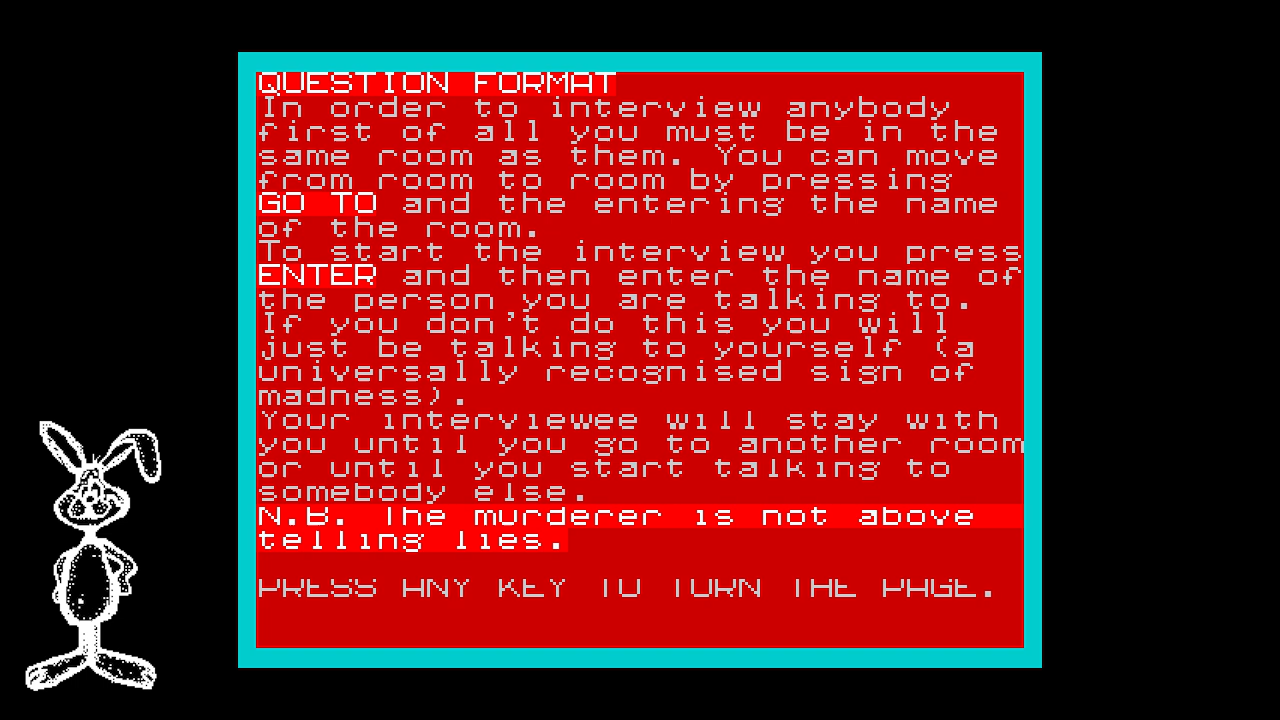 QUESTION FORMAT
In order to interview anybody
first of all you must be in the
same room as them. You can move
from room to room by pressing
GO TO and the entering the name
of the room.
To start the interview you press
ENTER and then enter the name of
the person you are talking to.
If you don't do this you will
just be talking to yourself (a
universally recognised sign of
madness).
Your interviewee will stay with
you until you go to another room
or until you start talking to
somebody else.
N.B. The murderer is not above
telling lies.
PRESS ANY KEY TO TURN THE PAGE.